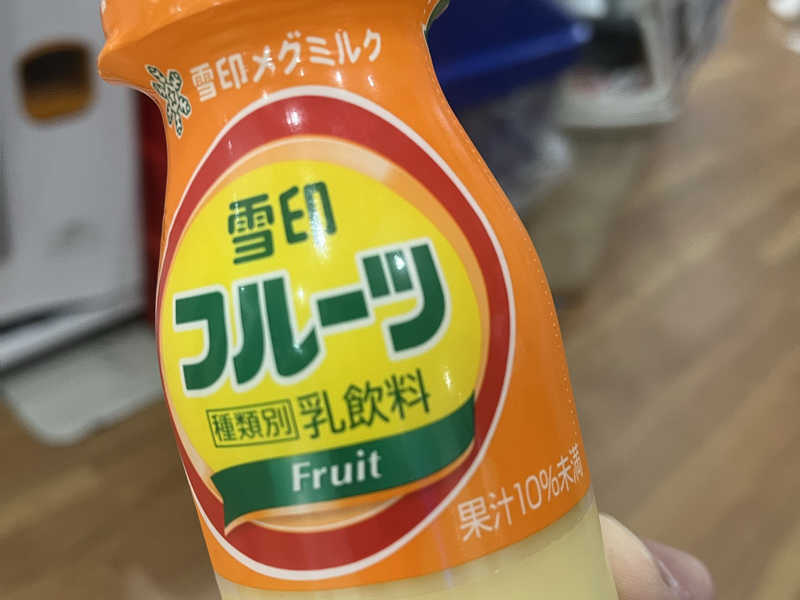 雪印メグミルク
雪印
フルーツ
種類別 乳飲料
Fruit
果汁10%未満